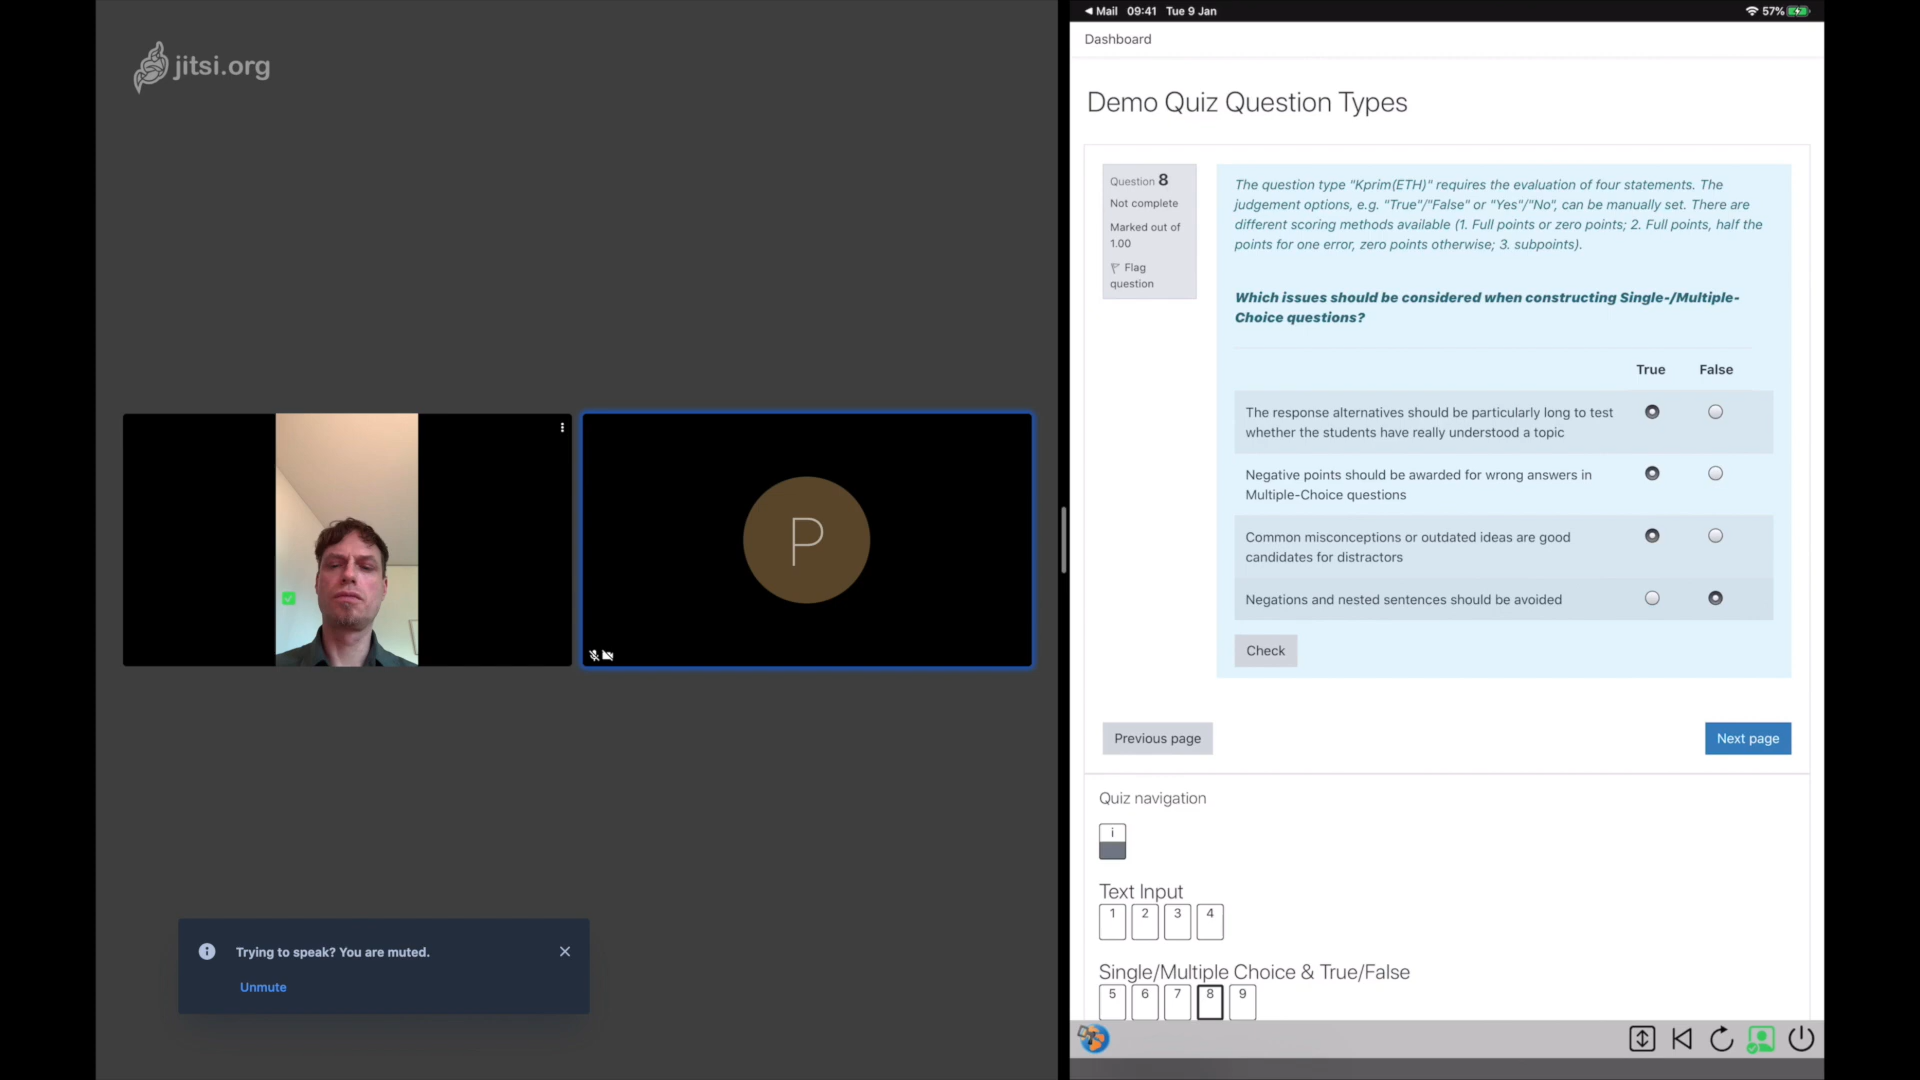 jitsi.org
P
Trying to speak? You are muted.
Unmute
Mail 09:41 Tue 9 Jan
57%
Dashboard
Demo Quiz Question Types
Question 8
Not complete
Marked out of
1.00
Flag
question
The question type "Kprim(ETH)" requires the evaluation of four statements. The
judgement options, e.g. "True"/"False" or "Yes"/"No", can be manually set. There are
different scoring methods available (1. Full points or zero points; 2. Full points, half the
points for one error, zero points otherwise; 3. subpoints).
Which issues should be considered when constructing Single-/Multiple-
Choice questions?
True False
The response alternatives should be particularly long to test
whether the students have really understood a topic
Negative points should be awarded for wrong answers in
Multiple-Choice questions
Common misconceptions or outdated ideas are good
candidates for distractors
Negations and nested sentences should be avoided
Check
Previous page
Next page
Quiz navigation
i
Text Input
1 2 3 4
Single/Multiple Choice & True/False
5 6 7 8 9